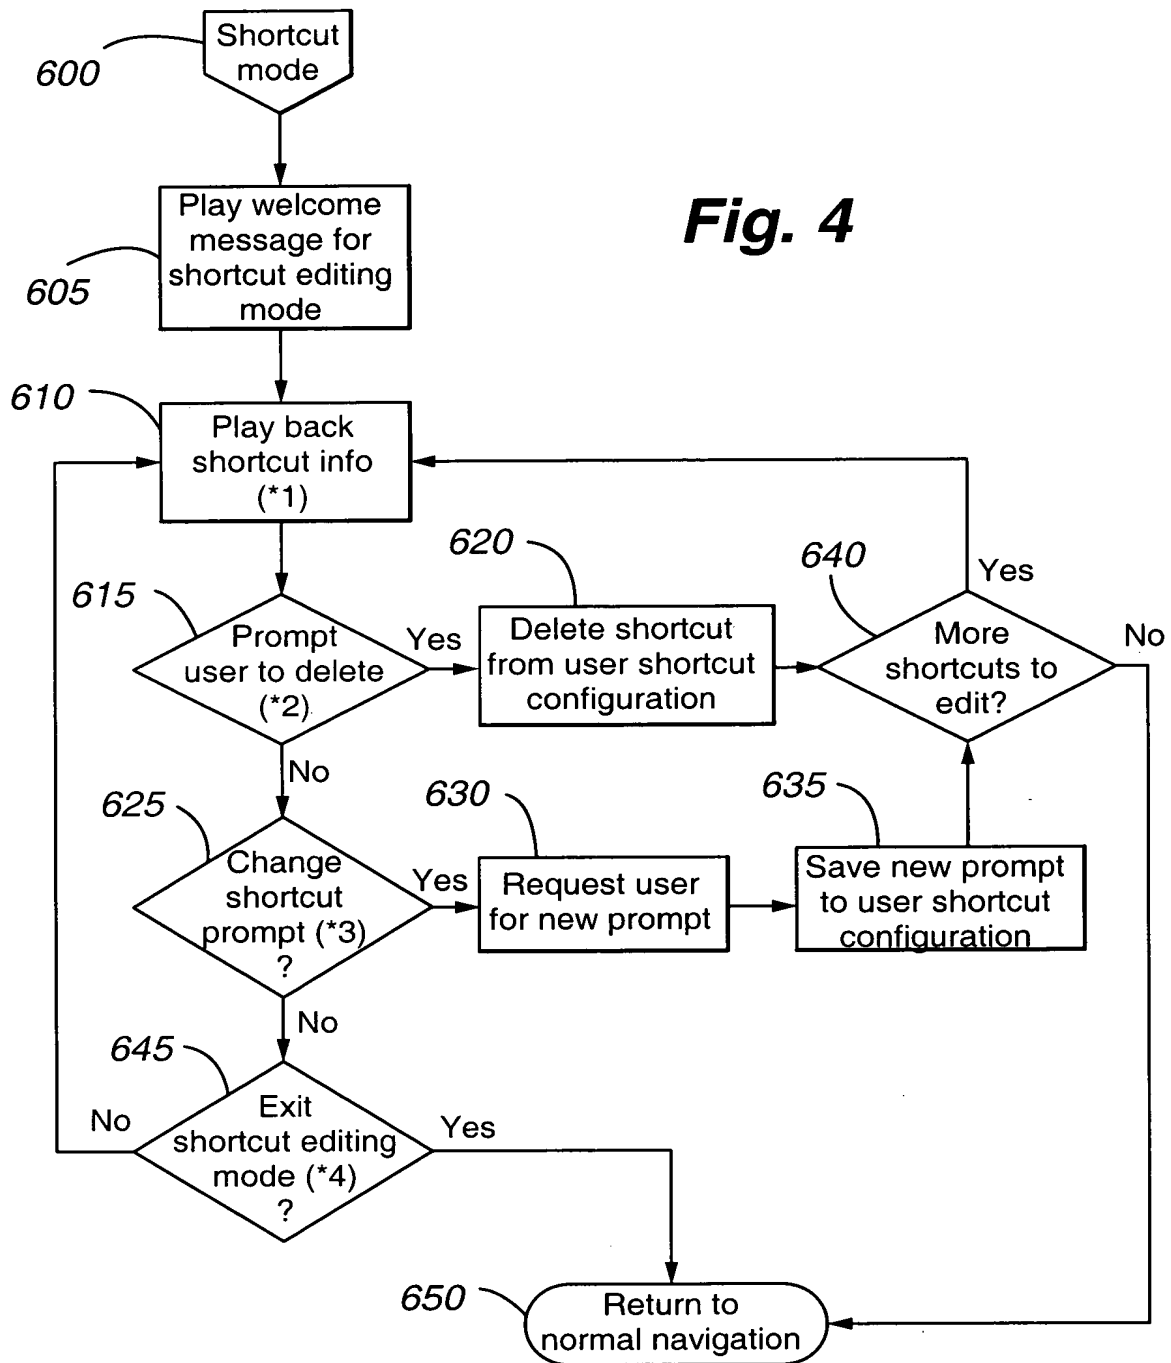 Shortcut
mode
600
Fig. 4
Play welcome
message for
shortcut editing
mode
605
610
Play back
shortcut info
(*1)
615
Prompt
user to delete
(*2)
Yes
620
Delete shortcut
from user shortcut
configuration
640
More
shortcuts to
edit?
Yes
No
No
625
Change
shortcut
prompt (*3)
?
Yes
630
Request user
for new prompt
635
Save new prompt
to user shortcut
configuration
No
645
Exit
shortcut editing
mode (*4)
?
No
Yes
650
Return to
normal navigation